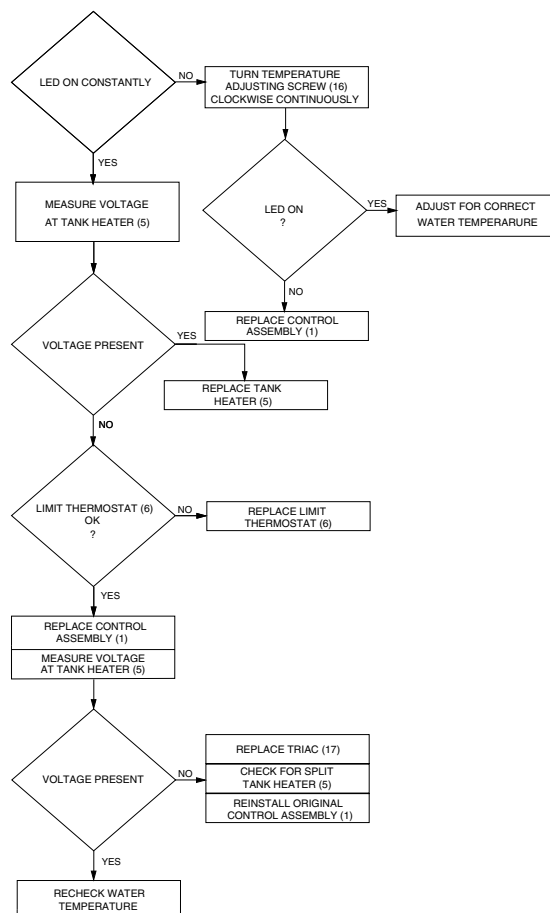 LED ON CONSTANTLY
NO
TURN TEMPERATURE
ADJUSTING SCREW (16)
CLOCKWISE CONTINUOUSLY
YES
MEASURE VOLTAGE
AT TANK HEATER (5)
LED ON
?
YES
ADJUST FOR CORRECT
WATER TEMPERARURE
NO
REPLACE CONTROL
ASSEMBLY (1)
VOLTAGE PRESENT
YES
REPLACE TANK
HEATER (5)
NO
LIMIT THERMOSTAT (6)
OK
?
NO
REPLACE LIMIT
THERMOSTAT (6)
YES
REPLACE CONTROL
ASSEMBLY (1)
MEASURE VOLTAGE
AT TANK HEATER (5)
VOLTAGE PRESENT
NO
REPLACE TRIAC (17)
CHECK FOR SPLIT
TANK HEATER (5)
REINSTALL ORIGINAL
CONTROL ASSEMBLY (1)
YES
RECHECK WATER
TEMPERATURE